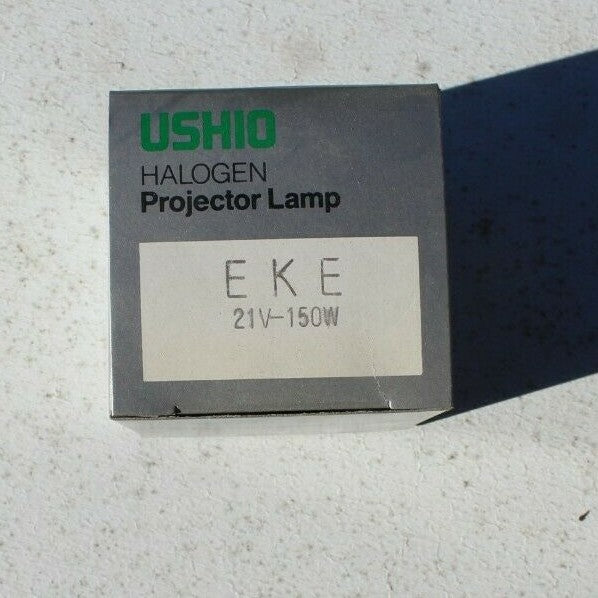 USHIO
HALOGEN
Projector Lamp
EKE
21V-150W